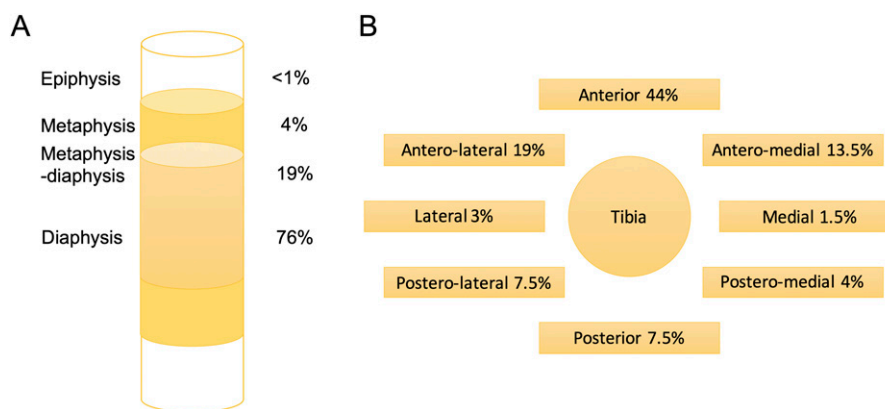 A
Epiphysis <1%
Metaphysis 4%
Metaphysis
-diaphysis 19%
Diaphysis 76%
B
Anterior 44%
Antero-lateral 19%
Antero-medial 13.5%
Lateral 3%
Tibia
Medial 1.5%
Postero-lateral 7.5%
Postero-medial 4%
Posterior 7.5%